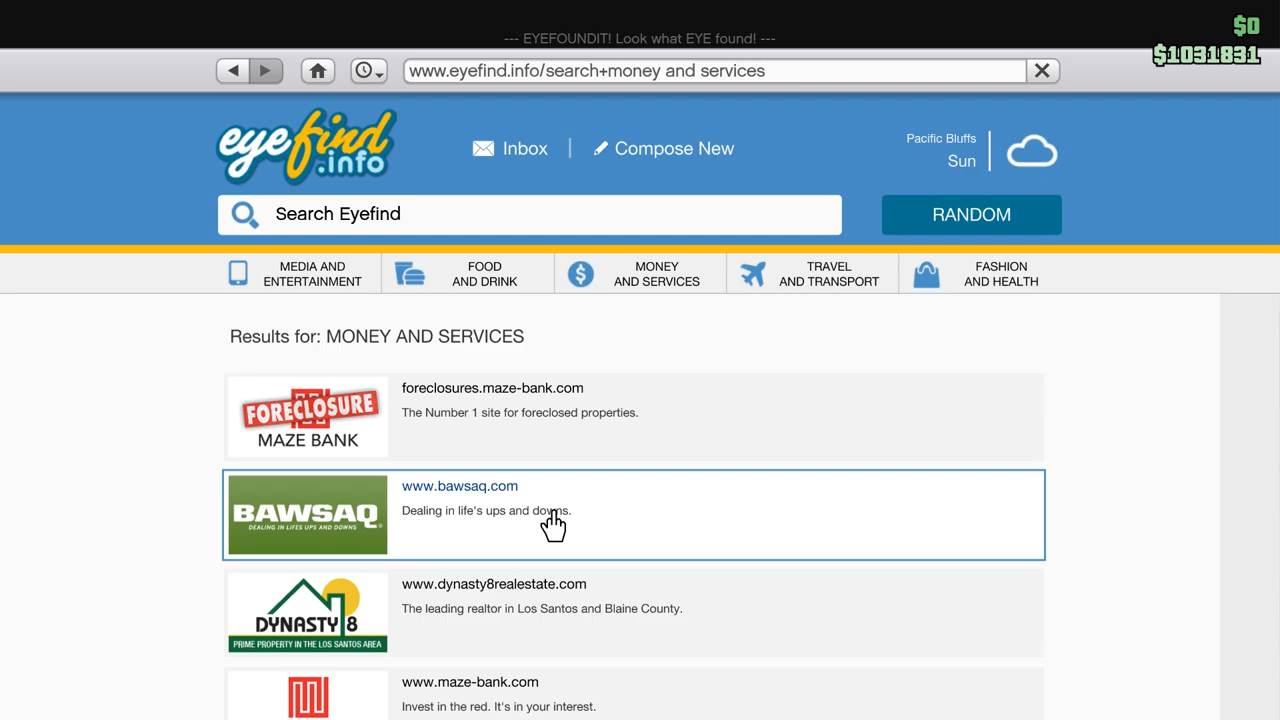 $0
--- EYEFOUNDIT! Look what EYE found! ---
$1031831
www.eyefind.info/search+money and services
eyefind
.info
Inbox
Compose New
Pacific Bluffs
Sun
Search Eyefind
RANDOM
MEDIA AND
ENTERTAINMENT
FOOD
AND DRINK
MONEY
AND SERVICES
TRAVEL
AND TRANSPORT
FASHION
AND HEALTH
Results for: MONEY AND SERVICES
FORECLOSURE
MAZE BANK
foreclosures.maze-bank.com
The Number 1 site for foreclosed properties.
BAWSAQ
DEALING IN LIFES UPS AND DOWNS
www.bawsaq.com
Dealing in life's ups and downs.
DYNASTY 8
PRIME PROPERTY IN THE LOS SANTOS AREA
www.dynasty8realestate.com
The leading realtor in Los Santos and Blaine County.
www.maze-bank.com
Invest in the red. It's in your interest.